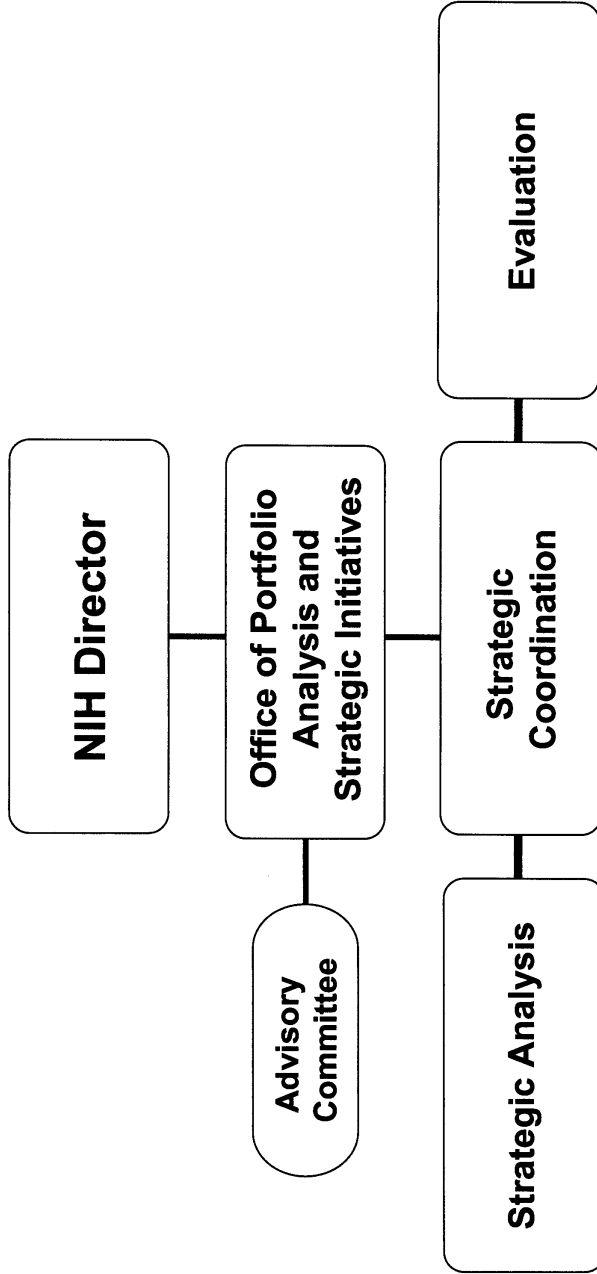 NIH Director
Office of Portfolio
Analysis and
Strategic Initiatives
Advisory
Committee
Strategic Analysis
Strategic
Coordination
Evaluation